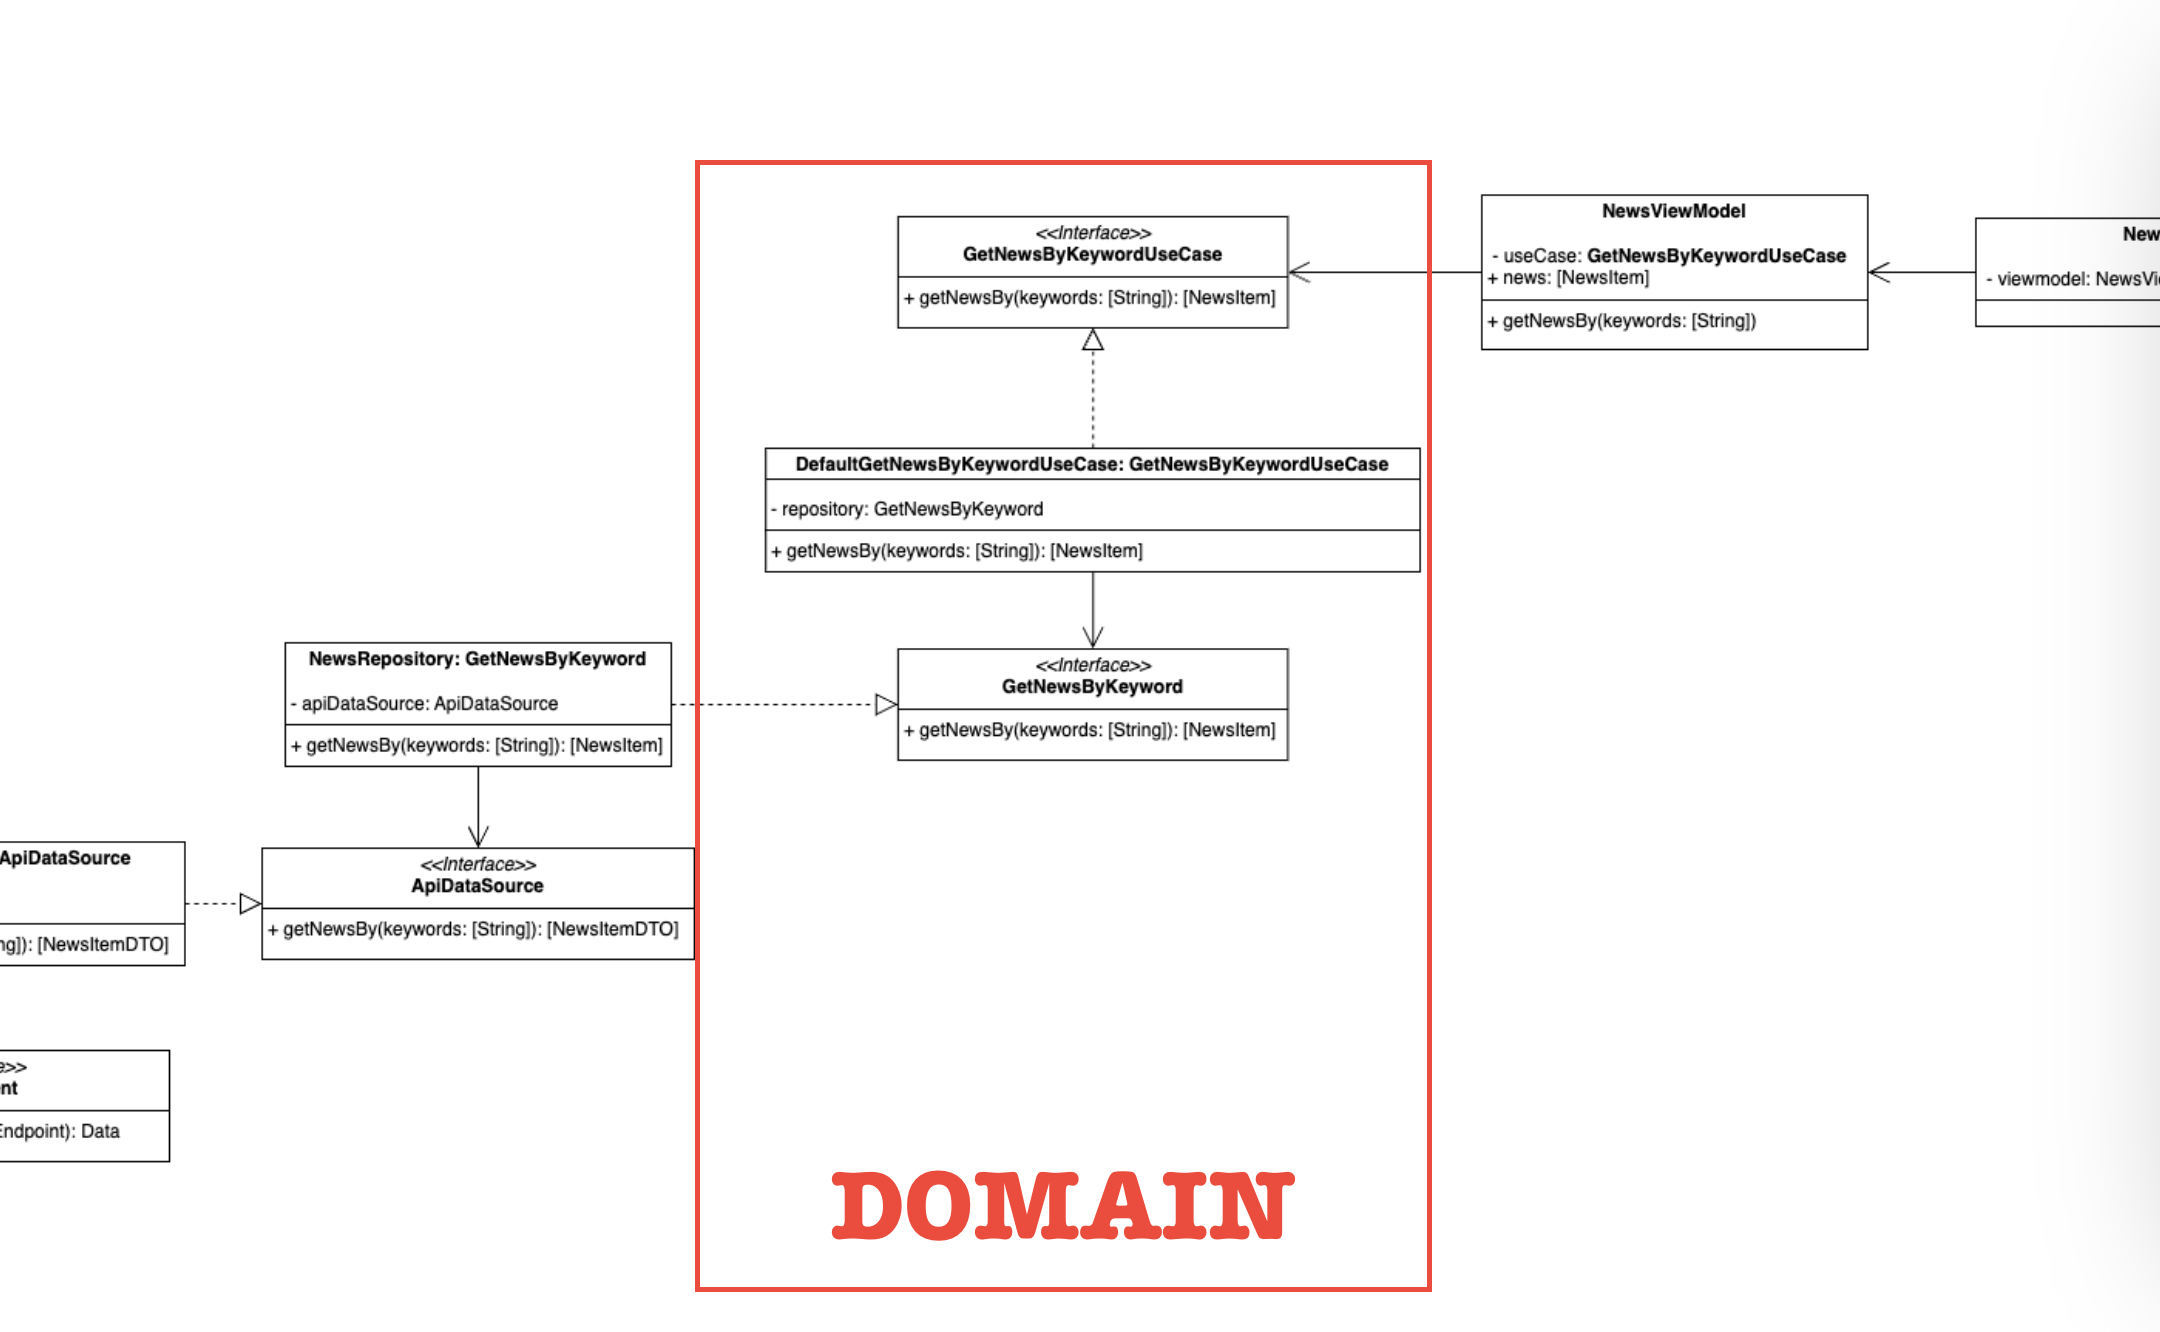 <<Interface>>
GetNewsByKeywordUseCase
+ getNewsBy(keywords: [String]): [NewsItem]
NewsViewModel
- useCase: GetNewsByKeywordUseCase
+ news: [NewsItem]
+ getNewsBy(keywords: [String])
New
- viewmodel: NewsVi
DefaultGetNewsByKeywordUseCase: GetNewsByKeywordUseCase
- repository: GetNewsByKeyword
+ getNewsBy(keywords: [String]): [NewsItem]
NewsRepository: GetNewsByKeyword
- apiDataSource: ApiDataSource
+ getNewsBy(keywords: [String]): [NewsItem]
<<Interface>>
GetNewsByKeyword
+ getNewsBy(keywords: [String]): [NewsItem]
ApiDataSource
ng]): [NewsItemDTO]
<<Interface>>
ApiDataSource
+ getNewsBy(keywords: [String]): [NewsItemDTO]
e>>
nt
Endpoint): Data
DOMAIN